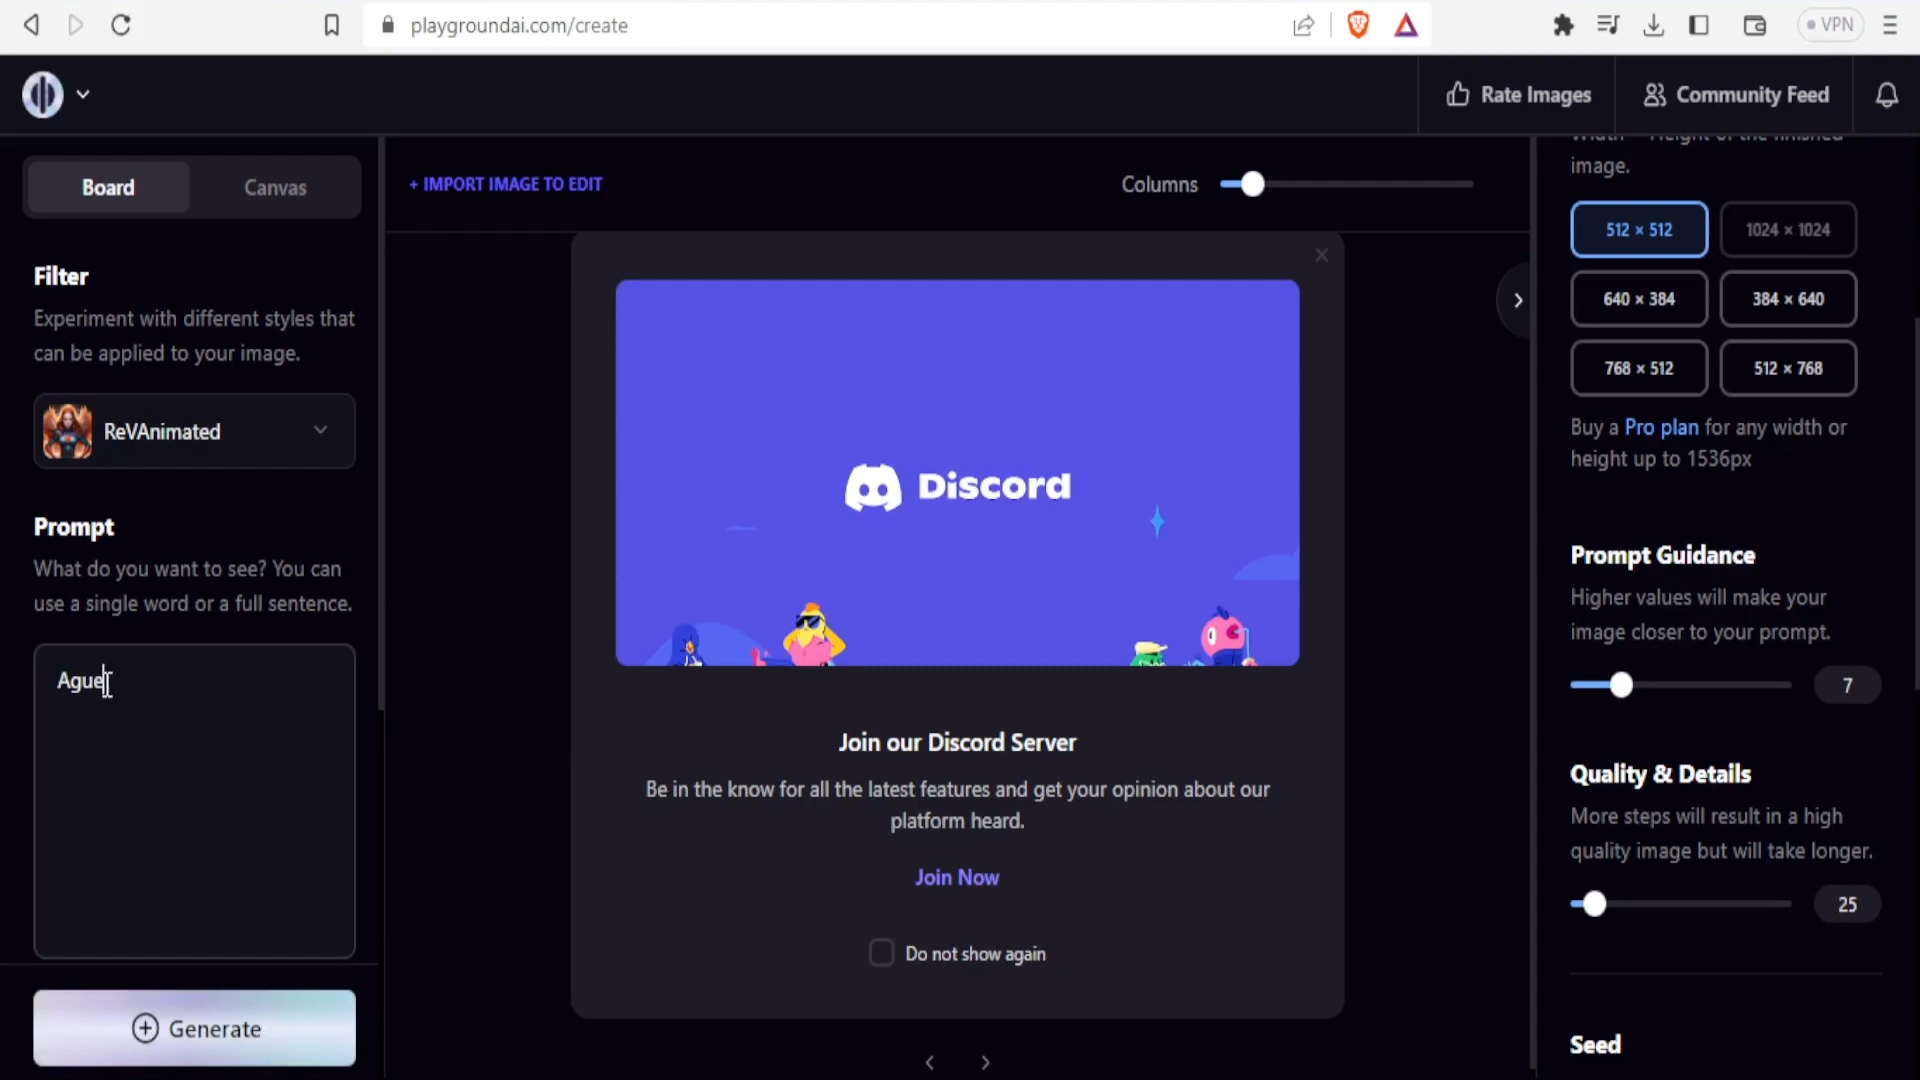 playgroundai.com/create
VPN
Rate Images
Community Feed
Board
Canvas
+ IMPORT IMAGE TO EDIT
Columns
image.
512 × 512
1024 × 1024
640 × 384
384 × 640
768 × 512
512 × 768
Buy a Pro plan for any width or
height up to 1536px
Filter
Experiment with different styles that
can be applied to your image.
ReVAnimated
Prompt
What do you want to see? You can
use a single word or a full sentence.
Ague
Generate
Discord
Join our Discord Server
Be in the know for all the latest features and get your opinion about our
platform heard.
Join Now
Do not show again
Prompt Guidance
Higher values will make your
image closer to your prompt.
7
Quality & Details
More steps will result in a high
quality image but will take longer.
25
Seed